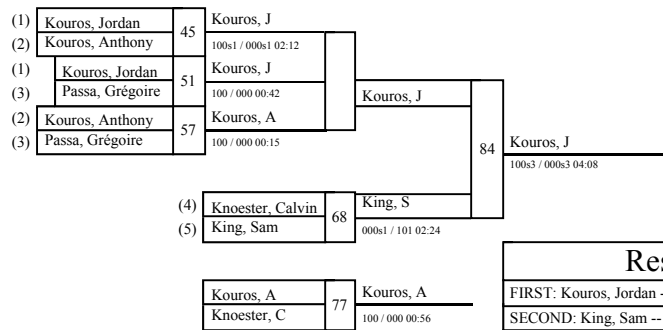 (1) Kouros, Jordan 45 Kouros, J
(2) Kouros, Anthony 100s1 / 000s1 02:12
(1) Kouros, Jordan 51 Kouros, J
(3) Passa, Grégoire 100 / 000 00:42
Kouros, J
(2) Kouros, Anthony 57 Kouros, A
(3) Passa, Grégoire 100 / 000 00:15
84 Kouros, J
100s3 / 000s3 04:08
(4) Knoester, Calvin 68 King, S
(5) King, Sam 000s1 / 101 02:24
Res
Kouros, A 77 Kouros, A
Knoester, C 100 / 000 00:56
FIRST: Kouros, Jordan -
SECOND: King, Sam --